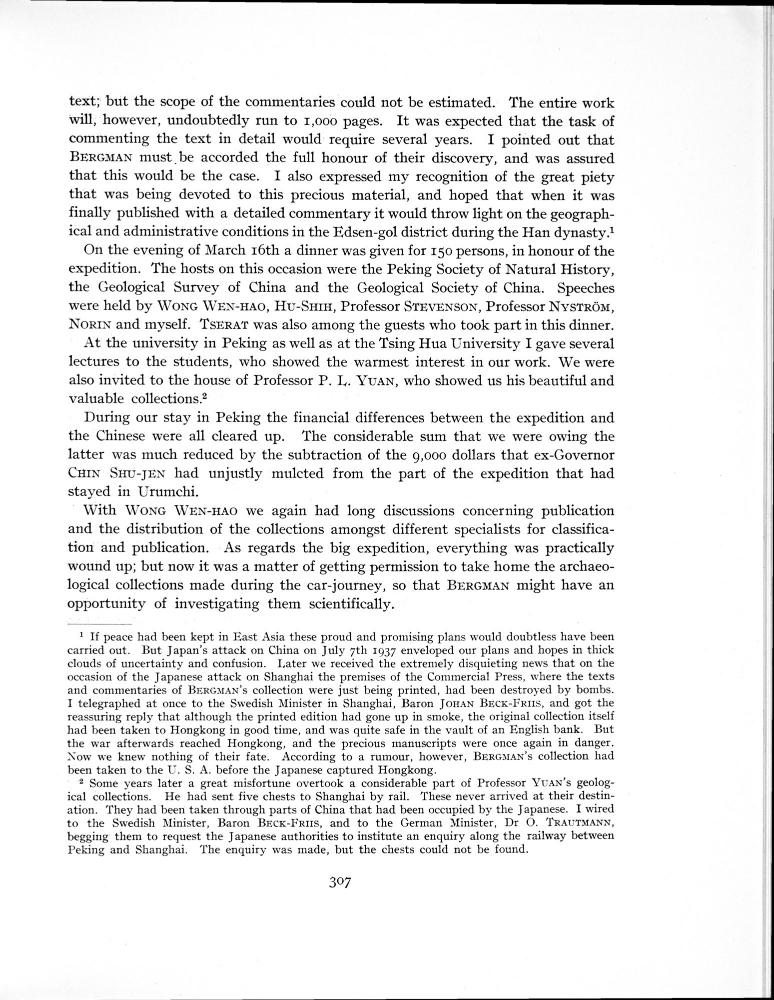 text; but the scope of the commentaries could not be estimated. The entire work
will, however, undoubtedly run to 1,000 pages. It was expected that the task of
commenting the text in detail would require several years. I pointed out that
BERGMAN must be accorded the full honour of their discovery, and was assured
that this would be the case. I also expressed my recognition of the great piety
that was being devoted to this precious material, and hoped that when it was
finally published with a detailed commentary it would throw light on the geograph-
ical and administrative conditions in the Edsen-gol district during the Han dynasty.¹
On the evening of March 16th a dinner was given for 150 persons, in honour of the
expedition. The hosts on this occasion were the Peking Society of Natural History,
the Geological Survey of China and the Geological Society of China. Speeches
were held by WONG WEN-HAO, HU-SHIH, Professor STEVENSON, Professor NYSTRÖM,
NORIN and myself. TSERAT was also among the guests who took part in this dinner.
At the university in Peking as well as at the Tsing Hua University I gave several
lectures to the students, who showed the warmest interest in our work. We were
also invited to the house of Professor P. L. YUAN, who showed us his beautiful and
valuable collections.²
During our stay in Peking the financial differences between the expedition and
the Chinese were all cleared up. The considerable sum that we were owing the
latter was much reduced by the subtraction of the 9,000 dollars that ex-Governor
CHIN SHU-JEN had unjustly mulcted from the part of the expedition that had
stayed in Urumchi.
With WONG WEN-HAO we again had long discussions concerning publication
and the distribution of the collections amongst different specialists for classifica-
tion and publication. As regards the big expedition, everything was practically
wound up; but now it was a matter of getting permission to take home the archaeo-
logical collections made during the car-journey, so that BERGMAN might have an
opportunity of investigating them scientifically.
¹ If peace had been kept in East Asia these proud and promising plans would doubtless have been
carried out. But Japan's attack on China on July 7th 1937 enveloped our plans and hopes in thick
clouds of uncertainty and confusion. Later we received the extremely disquieting news that on the
occasion of the Japanese attack on Shanghai the premises of the Commercial Press, where the texts
and commentaries of BERGMAN's collection were just being printed, had been destroyed by bombs.
I telegraphed at once to the Swedish Minister in Shanghai, Baron JOHAN BECK-FRIIS, and got the
reassuring reply that although the printed edition had gone up in smoke, the original collection itself
had been taken to Hongkong in good time, and was quite safe in the vault of an English bank. But
the war afterwards reached Hongkong, and the precious manuscripts were once again in danger.
Now we knew nothing of their fate. According to a rumour, however, BERGMAN's collection had
been taken to the U. S. A. before the Japanese captured Hongkong.
² Some years later a great misfortune overtook a considerable part of Professor YUAN's geolog-
ical collections. He had sent five chests to Shanghai by rail. These never arrived at their destin-
ation. They had been taken through parts of China that had been occupied by the Japanese. I wired
to the Swedish Minister, Baron BECK-FRIIS, and to the German Minister, Dr O. TRAUTMANN,
begging them to request the Japanese authorities to institute an enquiry along the railway between
Peking and Shanghai. The enquiry was made, but the chests could not be found.
307